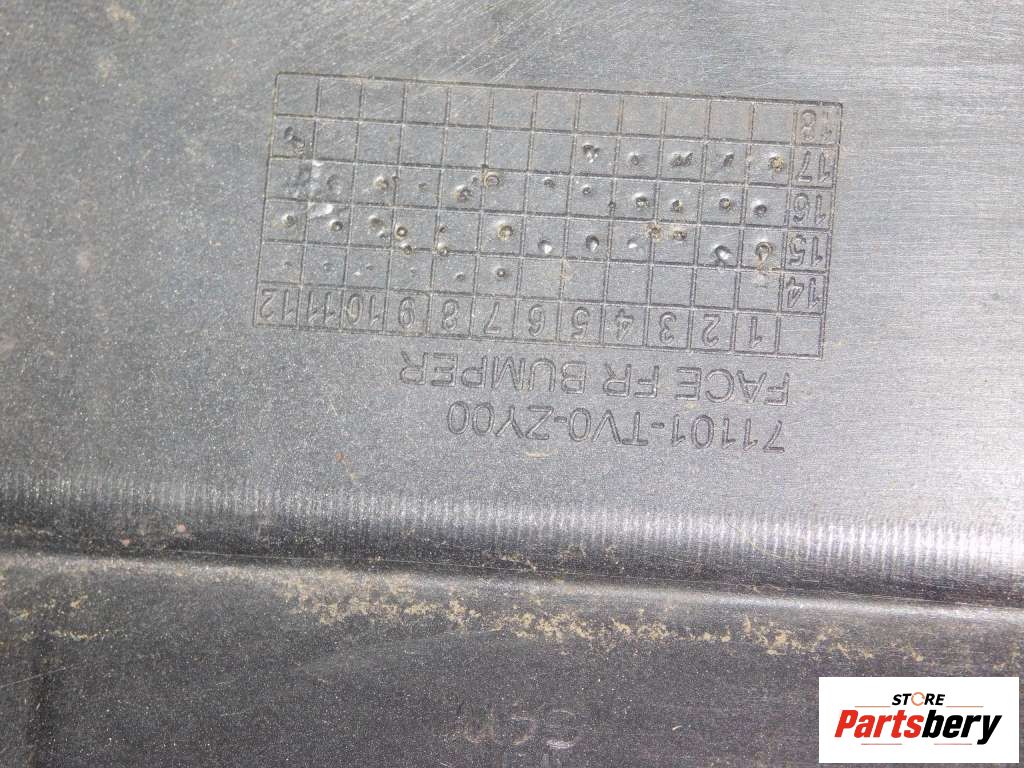 71101-TV0-ZY00
FACE FR BUMPER
1 2 3 4 5 6 7 8 9 10 11 12
14
15
16
17
18
STORE
Partsbery